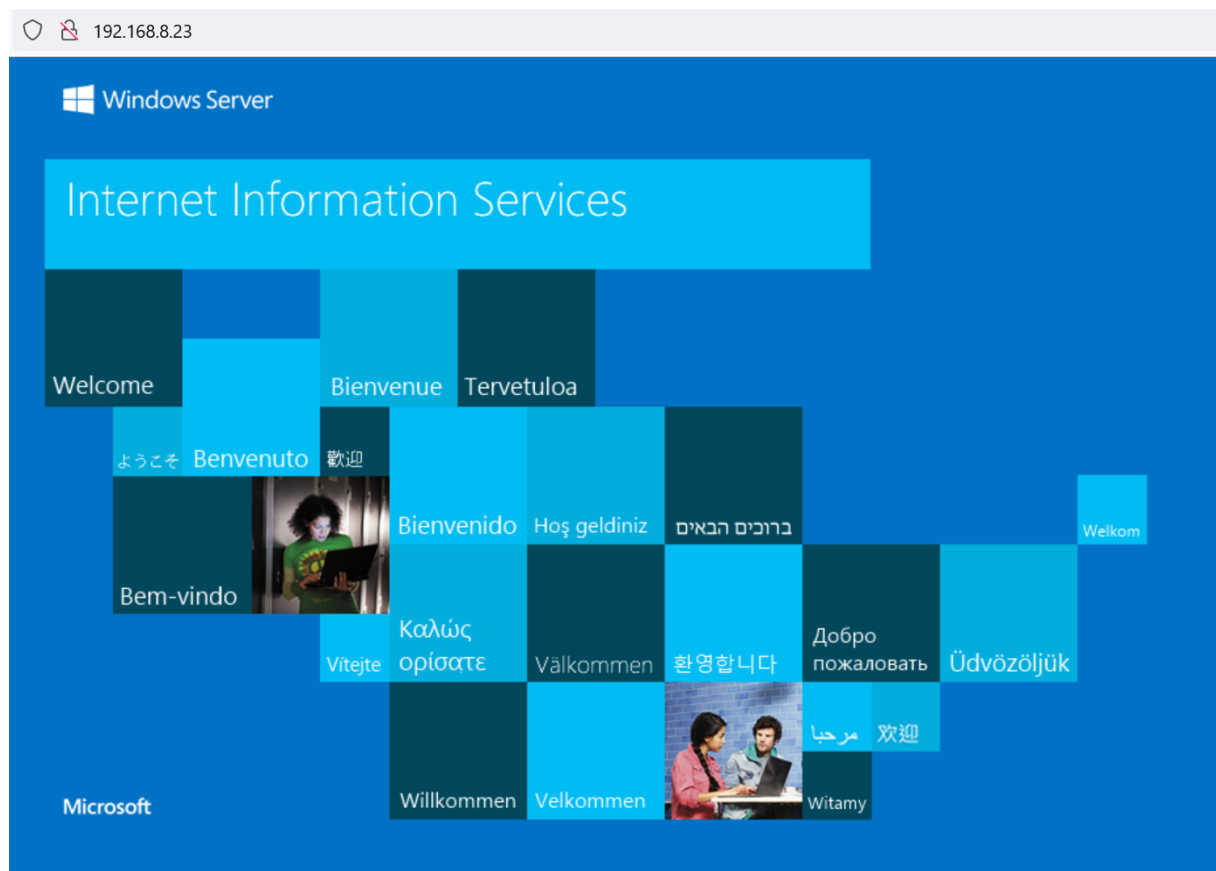 192.168.8.23
Windows Server
Internet Information Services
Welcome
Bienvenue
Tervetuloa
ようこそ
Benvenuto
歡迎
Bienvenido
Hoş geldiniz
ברוכים הבאים
Welkom
Bem-vindo
Vítejte
Καλώς
ορίσατε
Välkommen
환영합니다
Добро
пожаловать
Üdvözöljük
Willkommen
Velkommen
مرحبا
欢迎
Witamy
Microsoft